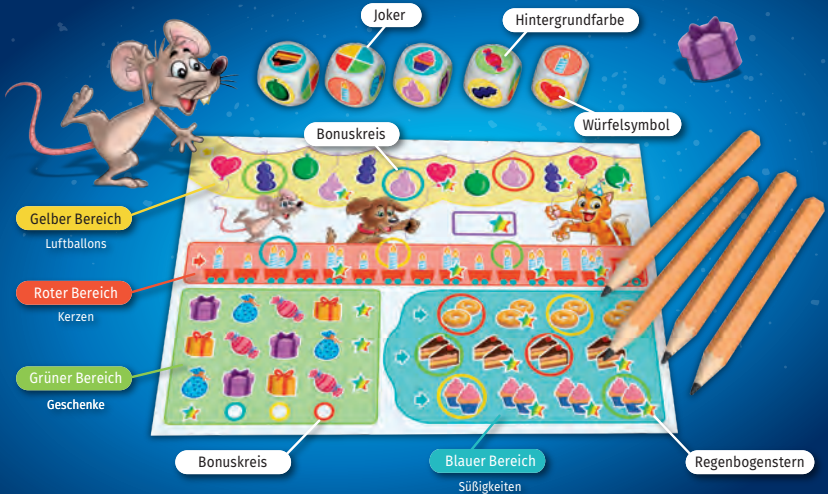 Joker
Hintergrundfarbe
Bonuskreis
Würfelsymbol
Gelber Bereich
Luftballons
Roter Bereich
Kerzen
Grüner Bereich
Geschenke
Bonuskreis
Blauer Bereich
Süßigkeiten
Regenbogenstern